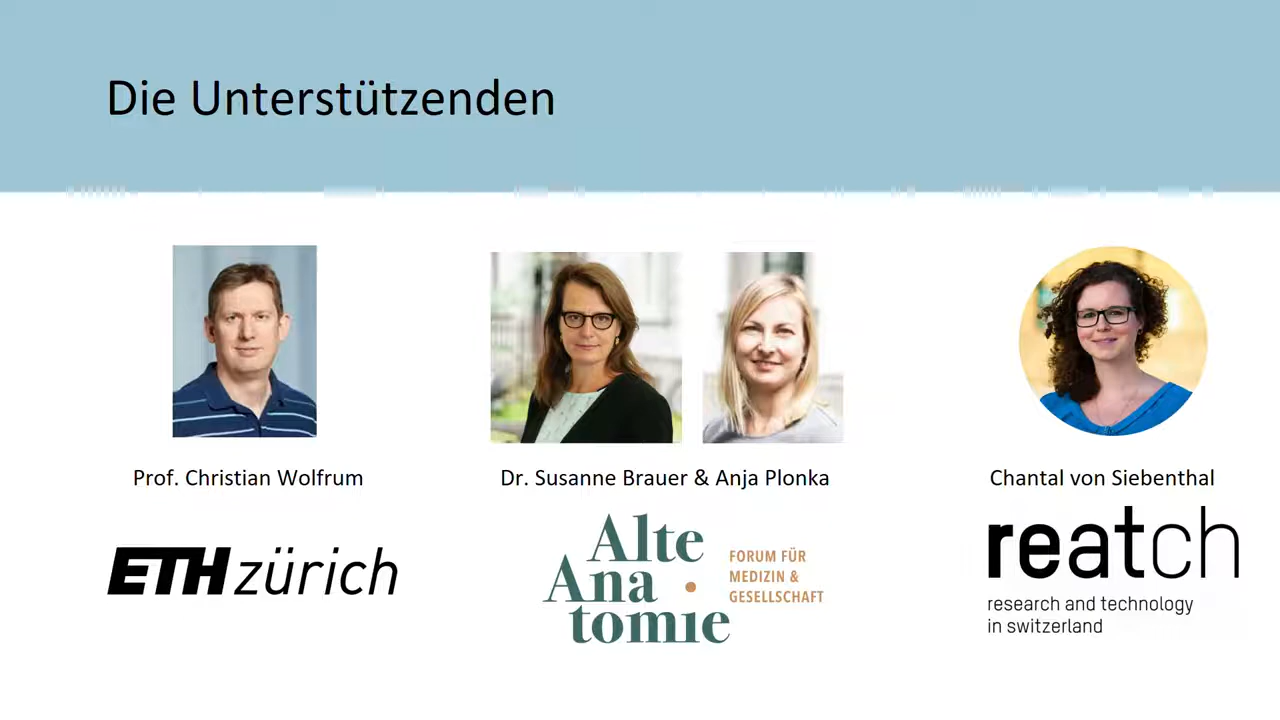 Die Unterstützenden
Prof. Christian Wolfrum
Dr. Susanne Brauer & Anja Plonka
Chantal von Siebenthal
ETH zürich
Alte
Ana
tomie
FORUM FÜR
MEDIZIN &
GESELLSCHAFT
reatch
research and technology
in switzerland